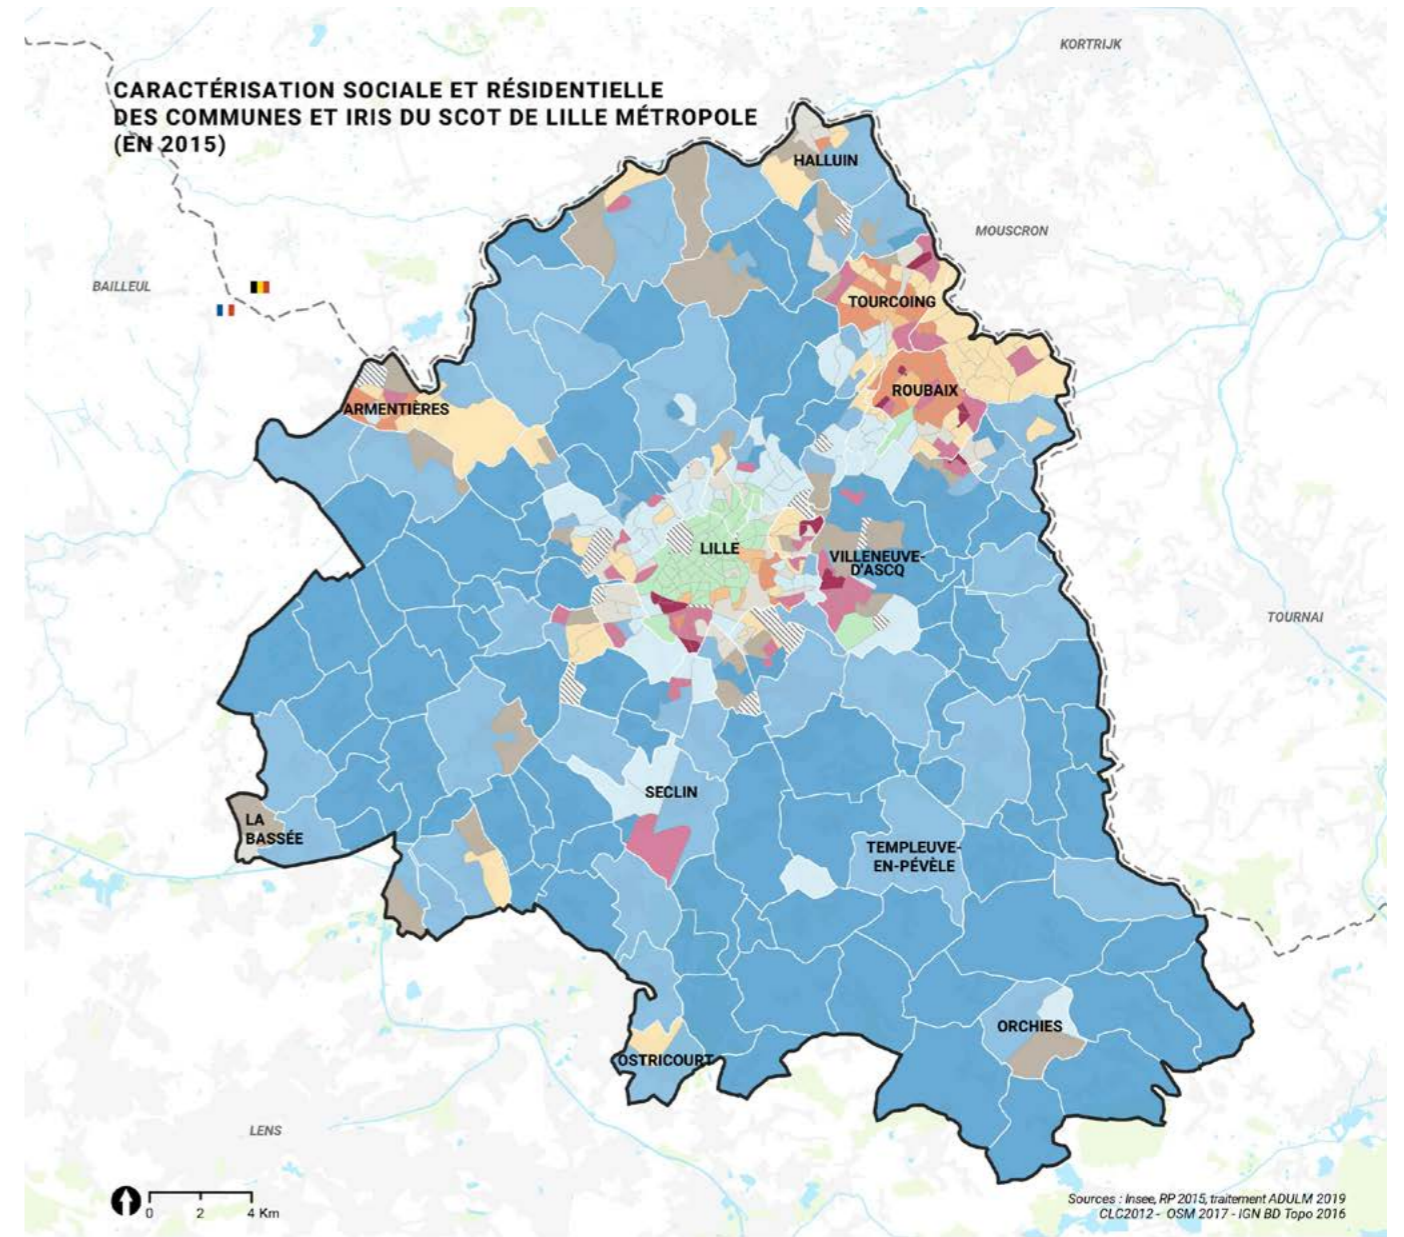 KORTRIJK
CARACTÉRISATION SOCIALE ET RÉSIDENTIELLE
DES COMMUNES ET IRIS DU SCOT DE LILLE MÉTROPOLE
(EN 2015)
HALLUIN
MOUSCRON
BAILLEUL
TOURCOING
ROUBAIX
ARMENTIÈRES
LILLE
VILLENEUVE-
D'ASCQ
TOURNAI
SECLIN
LA
BASSÉE
TEMPLEUVE-
EN-PÉVÈLE
ORCHIES
OSTRICOURT
LENS
0 2 4 Km
Sources : Insee, RP 2015, traitement ADULM 2019
CLC2012 - OSM 2017 - IGN BD Topo 2016